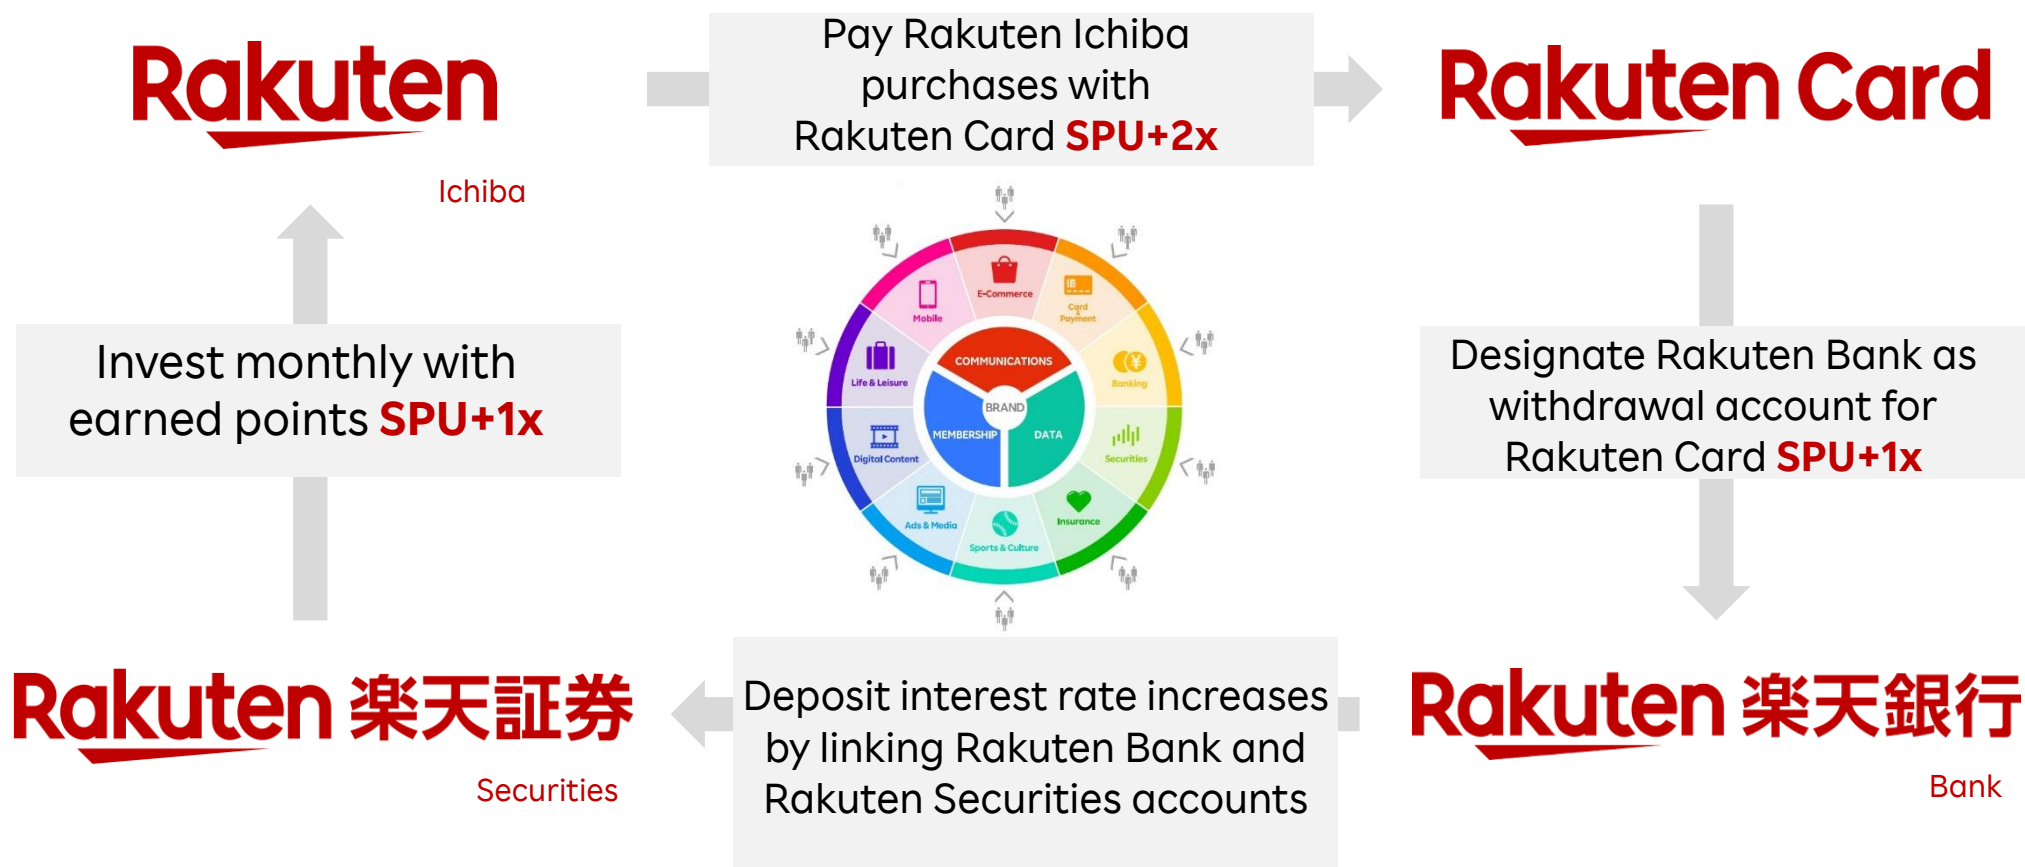 Rakuten
Ichiba
Pay Rakuten Ichiba
purchases with
Rakuten Card SPU+2x
Rakuten Card
Invest monthly with
earned points SPU+1x
E-Commerce
Card
&
Payment
Banking
Securities
Insurance
Sports & Culture
Ads & Media
Digital Content
Life & Leisure
Mobile
COMMUNICATIONS
BRAND
MEMBERSHIP
DATA
Designate Rakuten Bank as
withdrawal account for
Rakuten Card SPU+1x
Rakuten 楽天証券
Securities
Deposit interest rate increases
by linking Rakuten Bank and
Rakuten Securities accounts
Rakuten 楽天銀行
Bank